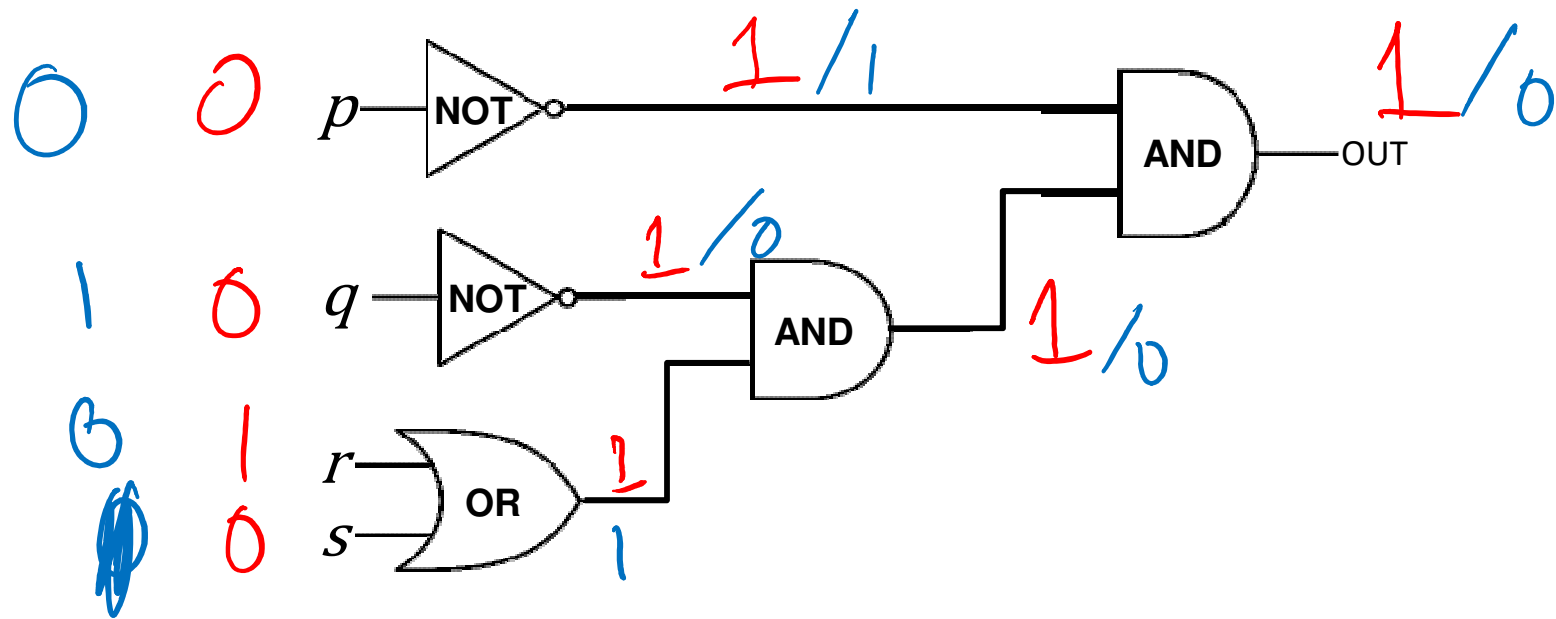 1/1 1/0
0 0 p NOT AND OUT
1/0
1 0 q NOT AND 1/0
0 1 r
OR 1
0 s 1